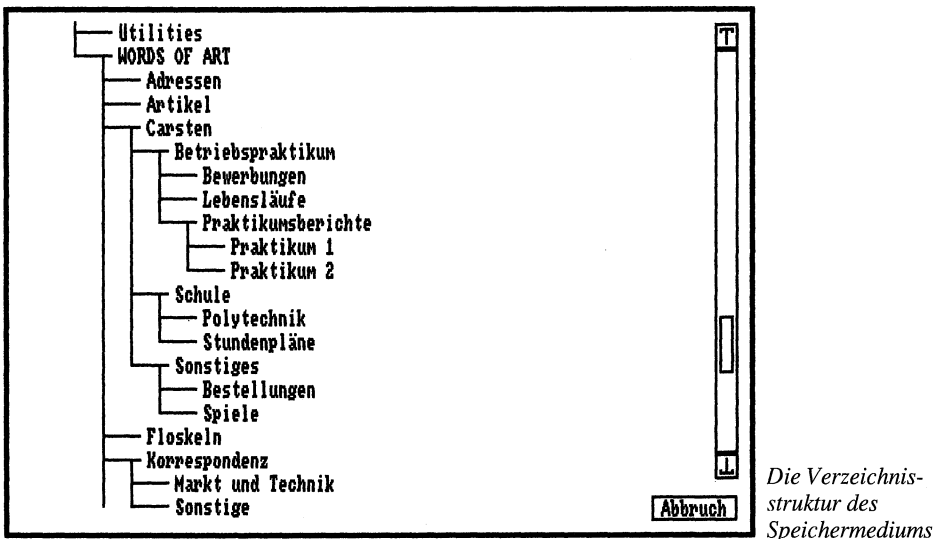 Utilities
WORDS OF ART
Adressen
Artikel
Carsten
Betriebspraktikum
Bewerbungen
Lebensläufe
Praktikumsberichte
Praktikum 1
Praktikum 2
Schule
Polytechnik
Stundenpläne
Sonstiges
Bestellungen
Spiele
Floskeln
Korrespondenz
Markt und Technik
Sonstige
Abbruch
Die Verzeichnis-
struktur des
Speichermediums